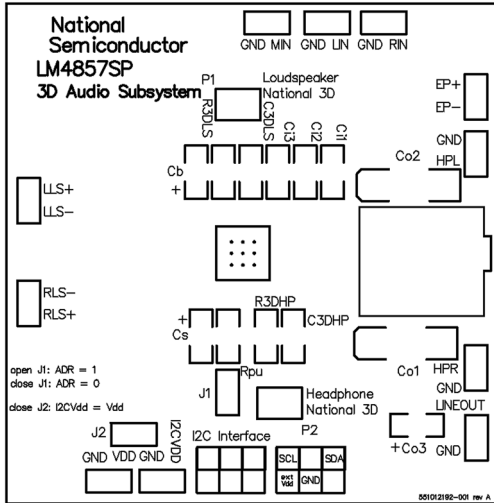 National
Semiconductor
LM4857SP
3D Audio Subsystem
GND MIN
GND LIN
GND RIN
P1
Loudspeaker
National 3D
R3DLS
C3DLS
Ci3
Ci2
Ci1
EP+
EP-
GND
HPL
Co2
Cb
+
LLS+
LLS-
RLS-
RLS+
+
Cs
R3DHP
C3DHP
Rpu
J1
Headphone
National 3D
Co1
HPR
GND
LINEOUT
open J1: ADR = 1
close J1: ADR = 0
close J2: I2CVdd = Vdd
J2
I2CVDD
GND VDD GND
I2C Interface
P2
SCL
SDA
ext
Vdd
GND
+Co3
GND
551012192-001 rev A